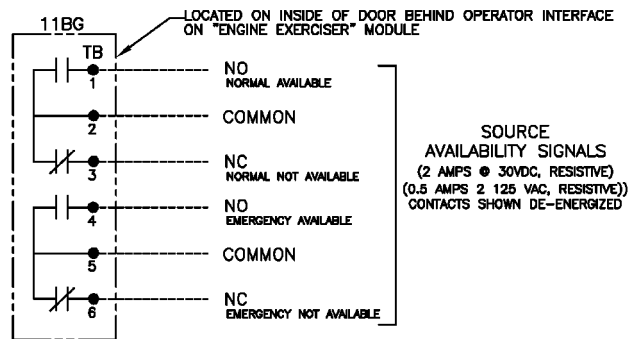 LOCATED ON INSIDE OF DOOR BEHIND OPERATOR INTERFACE
ON "ENGINE EXERCISER" MODULE
11BG
TB
1
NO
NORMAL AVAILABLE
2
COMMON
3
NC
NORMAL NOT AVAILABLE
4
NO
EMERGENCY AVAILABLE
5
COMMON
6
NC
EMERGENCY NOT AVAILABLE
SOURCE
AVAILABILITY SIGNALS
(2 AMPS @ 30VDC, RESISTIVE)
(0.5 AMPS 2 125 VAC, RESISTIVE))
CONTACTS SHOWN DE-ENERGIZED